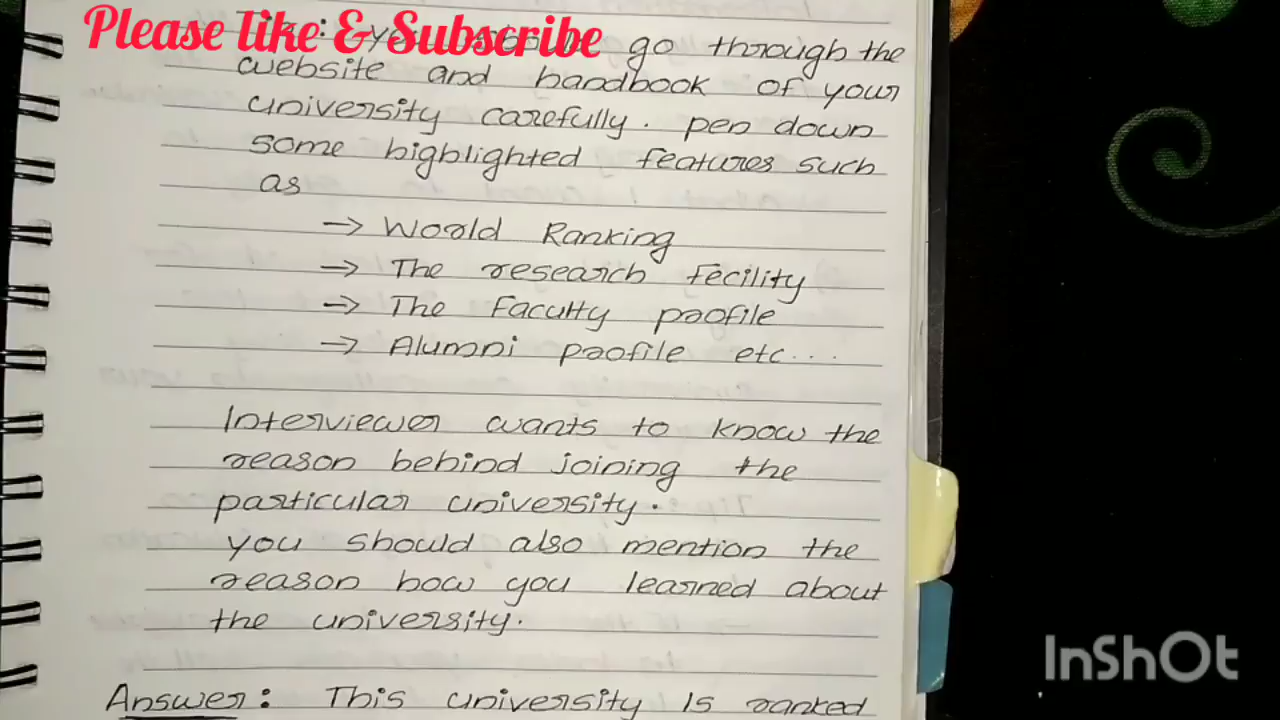 Please like & Subscribe
Tip: you should go through the
website and handbook of your
university carefully. pen down
some highlighted features such
as
→ World Ranking
→ The research fecility
→ The Faculty profile
→ Alumni profile etc....
Interviewer wants to know the
reason behind joining the
particular university.
you should also mention the
reason how you learned about
the university.
Answer: This university is ranked
InShOt